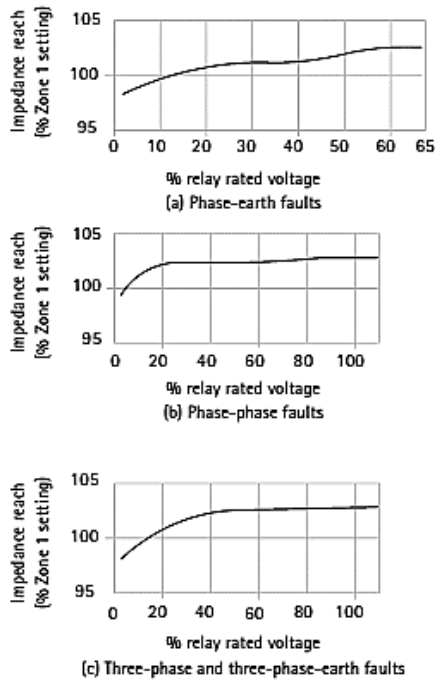 Impedance reach
(% Zone 1 setting)
105
100
95
0 10 20 30 40 50 60 65
% relay rated voltage
(a) Phase-earth faults
Impedance reach
(% Zone 1 setting)
105
100
95
0 20 40 60 80 100
% relay rated voltage
(b) Phase-phase faults
Impedance reach
(% Zone 1 setting)
105
100
95
0 20 40 60 80 100
% relay rated voltage
(c) Three-phase and three-phase-earth faults